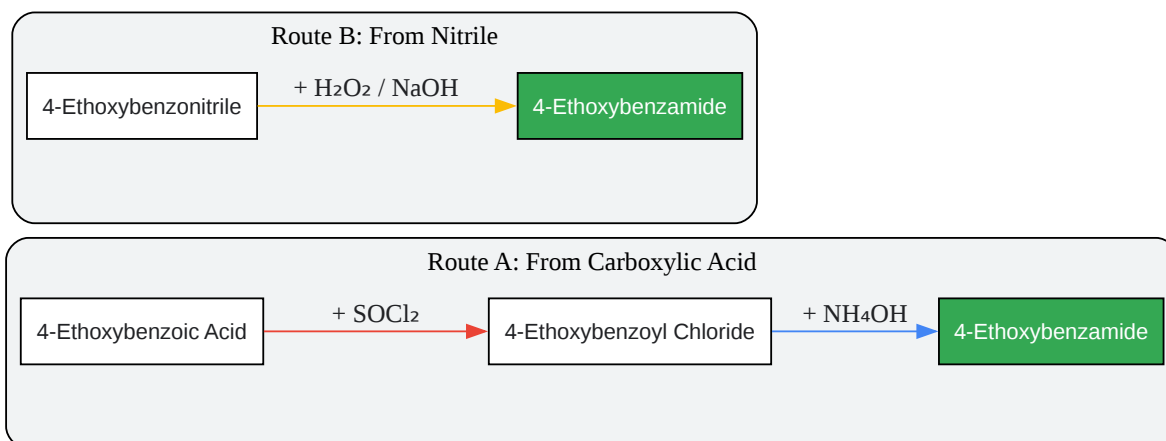 Route B: From Nitrile
4-Ethoxybenzonitrile
+ H₂O₂ / NaOH
4-Ethoxybenzamide
Route A: From Carboxylic Acid
4-Ethoxybenzoic Acid
+ SOCl₂
4-Ethoxybenzoyl Chloride
+ NH₄OH
4-Ethoxybenzamide